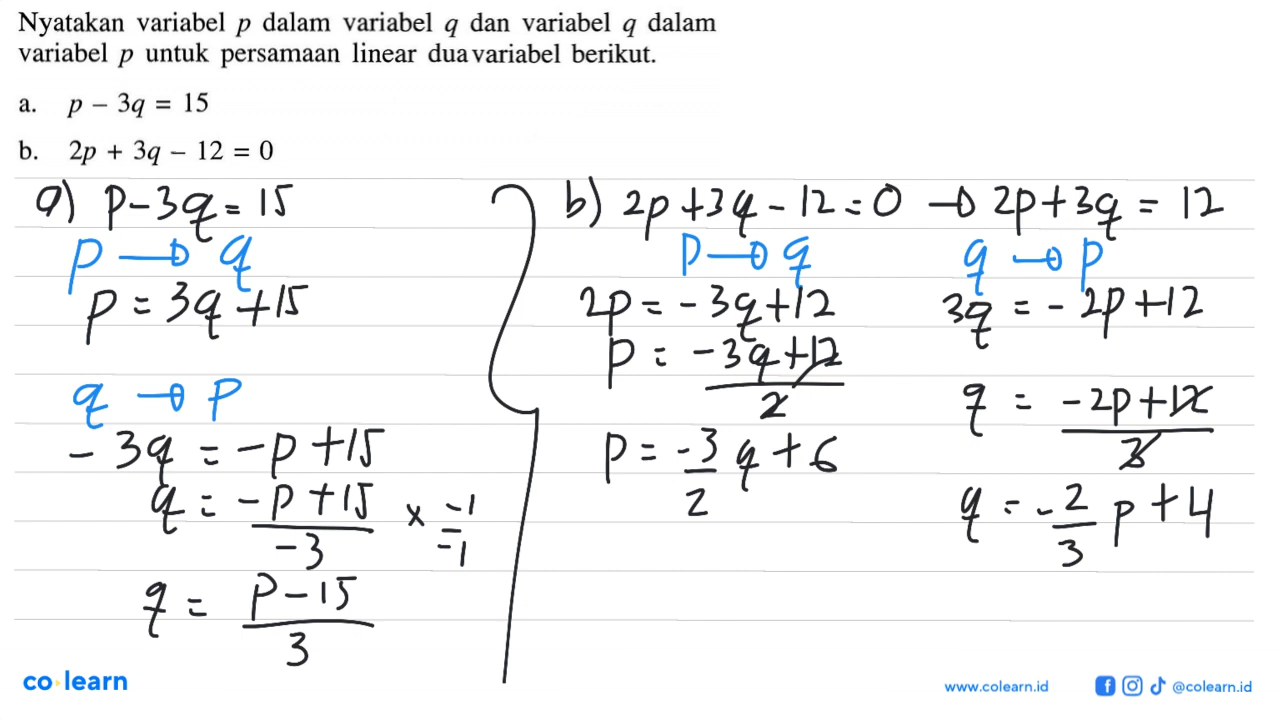 Nyatakan variabel p dalam variabel q dan variabel q dalam
variabel p untuk persamaan linear dua variabel berikut.
a. p - 3q = 15
b. 2p + 3q - 12 = 0
a) p-3q=15
p → q
p = 3q+15
q → p
-3q = -p+15
q = (-p+15)/-3 × -1/-1
q = (p-15)/3
b) 2p+3q-12=0 → 2p+3q = 12
p → q
2p = -3q+12
p = (-3q+12)/2
p = -3/2 q+6
q → p
3q = -2p+12
q = (-2p+12)/3
q = -2/3 p+4
co learn
www.colearn.id
@colearn.id